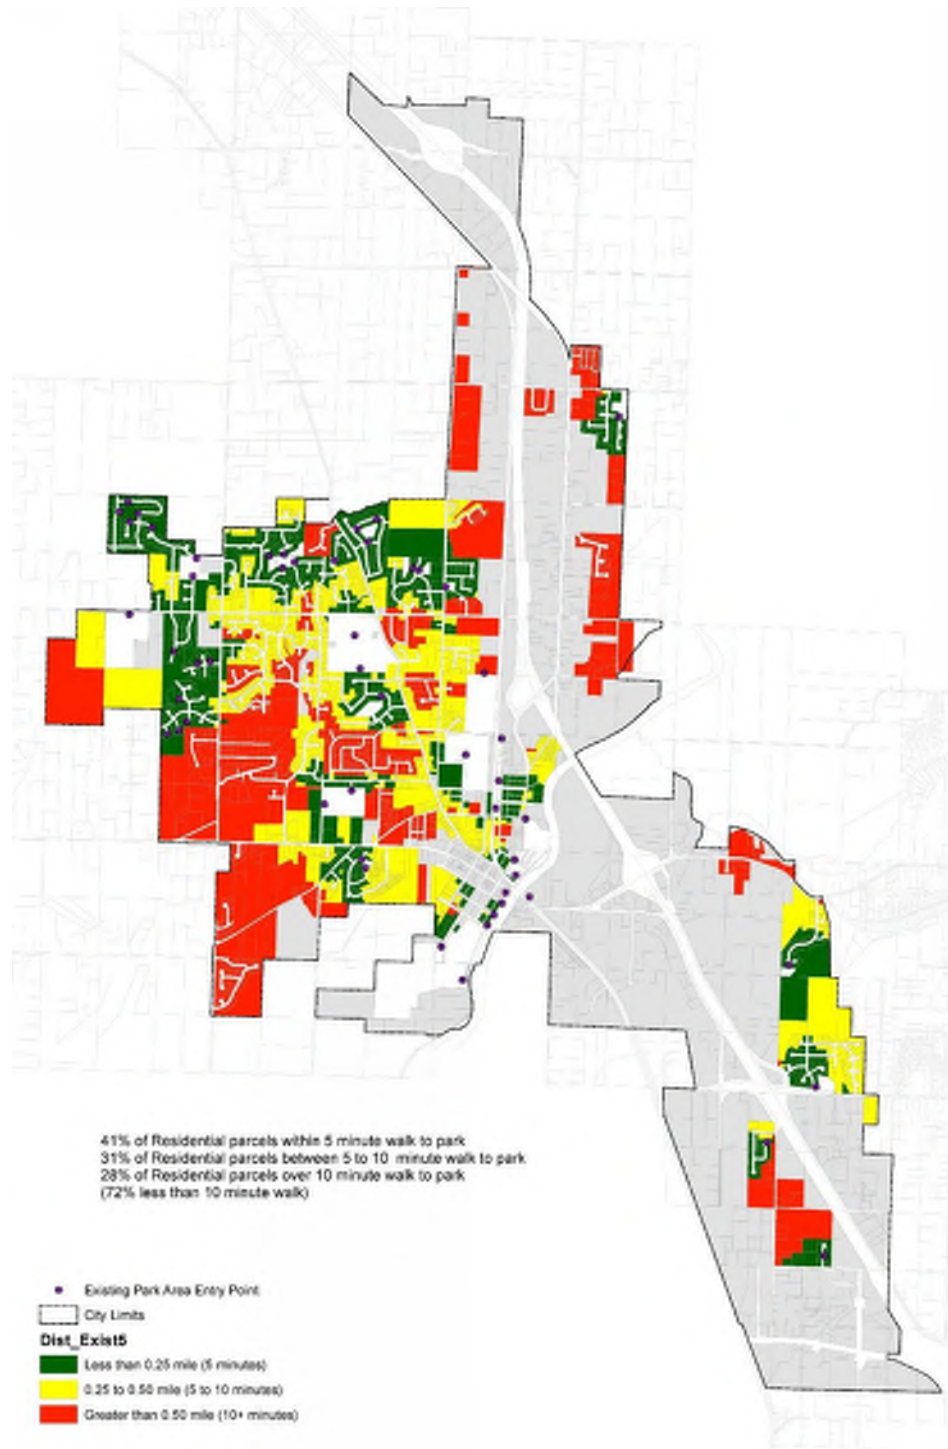 41% of Residential parcels within 5 minute walk to park
31% of Residential parcels between 5 to 10 minute walk to park
28% of Residential parcels over 10 minute walk to park
(72% less than 10 minute walk)
Existing Park Area Entry Point
City Limits
Dist_Exist5
Less than 0.25 mile (5 minutes)
0.25 to 0.50 mile (5 to 10 minutes)
Greater than 0.50 mile (10+ minutes)